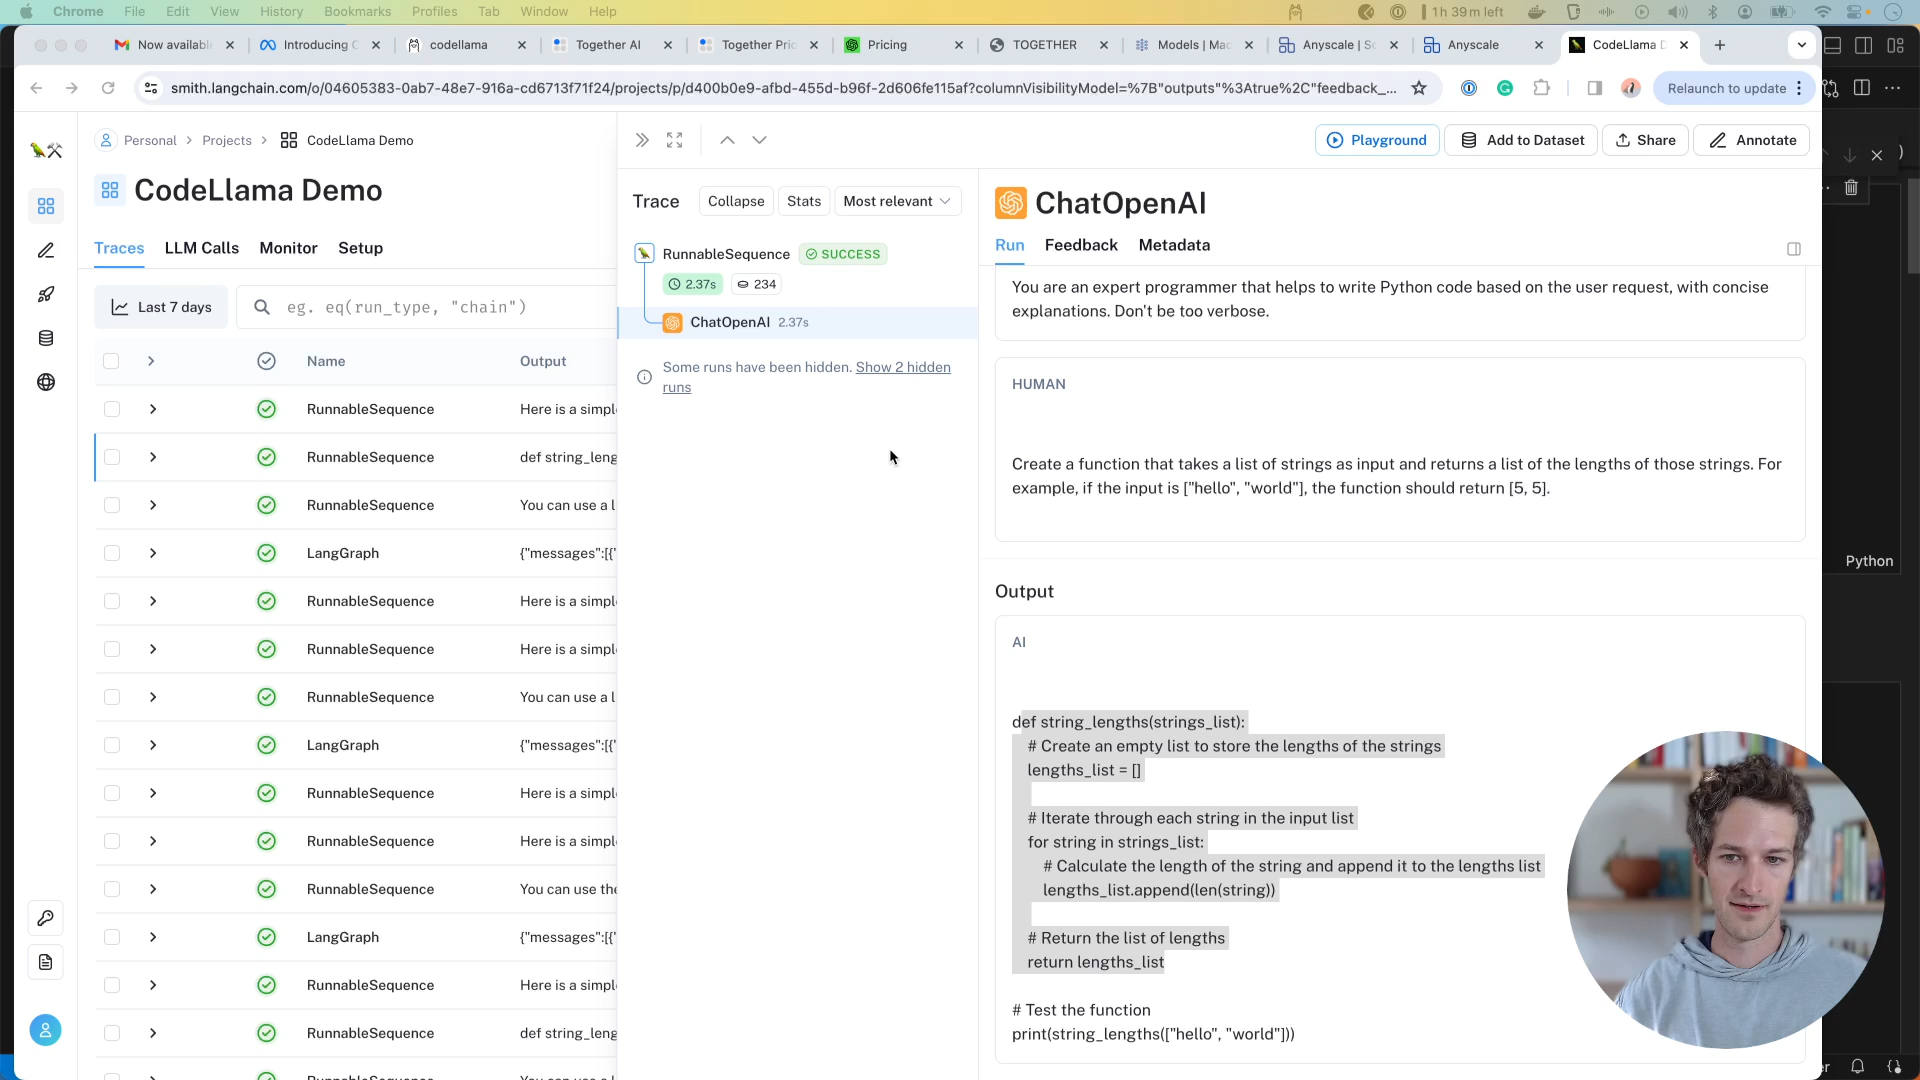 Chrome File Edit View History Bookmarks Profiles Tab Window Help 1 h 39 m left
Now availabl Introducing C codellama Together AI Together Pric Pricing TOGETHER Models | Mac Anyscale | Sc Anyscale CodeLlama D
smith.langchain.com/o/04605383-0ab7-48e7-916a-cd6713f71f24/projects/p/d400b0e9-afbd-455d-b96f-2d606fe115af?columnVisibilityModel=%7B"outputs"%3Atrue%2C"feedback_... Relaunch to update
Personal > Projects > CodeLlama Demo
Playground Add to Dataset Share Annotate
CodeLlama Demo
Traces LLM Calls Monitor Setup
Last 7 days
eg. eq(run_type, "chain")
Name Output
RunnableSequence Here is a simpl
RunnableSequence def string_leng
RunnableSequence You can use a l
LangGraph {"messages":[{"
RunnableSequence Here is a simpl
RunnableSequence Here is a simpl
RunnableSequence You can use a l
LangGraph {"messages":[{"
RunnableSequence Here is a simpl
RunnableSequence Here is a simpl
RunnableSequence You can use the
LangGraph {"messages":[{"
RunnableSequence Here is a simpl
RunnableSequence def string_leng
Trace Collapse Stats Most relevant
RunnableSequence SUCCESS
2.37s 234
ChatOpenAI 2.37s
Some runs have been hidden. Show 2 hidden
runs
ChatOpenAI
Run Feedback Metadata
You are an expert programmer that helps to write Python code based on the user request, with concise
explanations. Don't be too verbose.
HUMAN
Create a function that takes a list of strings as input and returns a list of the lengths of those strings. For
example, if the input is ["hello", "world"], the function should return [5, 5].
Output
AI
def string_lengths(strings_list):
# Create an empty list to store the lengths of the strings
lengths_list = []
# Iterate through each string in the input list
for string in strings_list:
# Calculate the length of the string and append it to the lengths list
lengths_list.append(len(string))
# Return the list of lengths
return lengths_list
# Test the function
print(string_lengths(["hello", "world"]))
Python